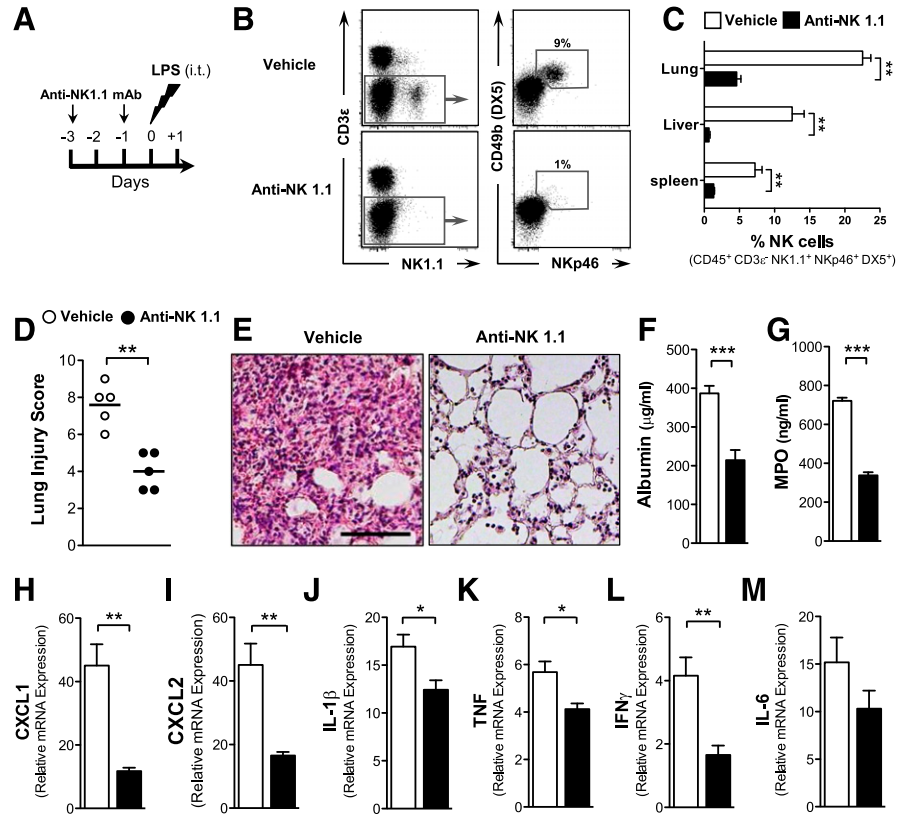 A
LPS (i.t.)
Anti-NK1.1 mAb
-3 -2 -1 0 +1
Days
B
Vehicle
Anti-NK 1.1
CD3ε
NK1.1
9%
1%
CD49b (DX5)
NKp46
C
Vehicle Anti-NK 1.1
Lung
**
Liver
**
spleen
**
0 5 10 15 20 25
% NK cells
(CD45+ CD3ε- NK1.1+ NKp46+ DX5+)
D
Vehicle Anti-NK 1.1
**
Lung Injury Score
10
8
6
4
2
0
E
Vehicle Anti-NK 1.1
F
***
Albumin (μg/ml)
500
400
300
200
100
0
G
***
MPO (ng/ml)
1000
800
600
400
200
0
H
**
CXCL1
(Relative mRNA Expression)
60
40
20
0
I
**
CXCL2
(Relative mRNA Expression)
60
40
20
0
J
*
IL-1β
(Relative mRNA Expression)
20
15
10
5
0
K
*
TNF
(Relative mRNA Expression)
8
6
4
2
0
L
**
IFNγ
(Relative mRNA Expression)
6
4
2
0
M
IL-6
(Relative mRNA Expression)
20
15
10
5
0